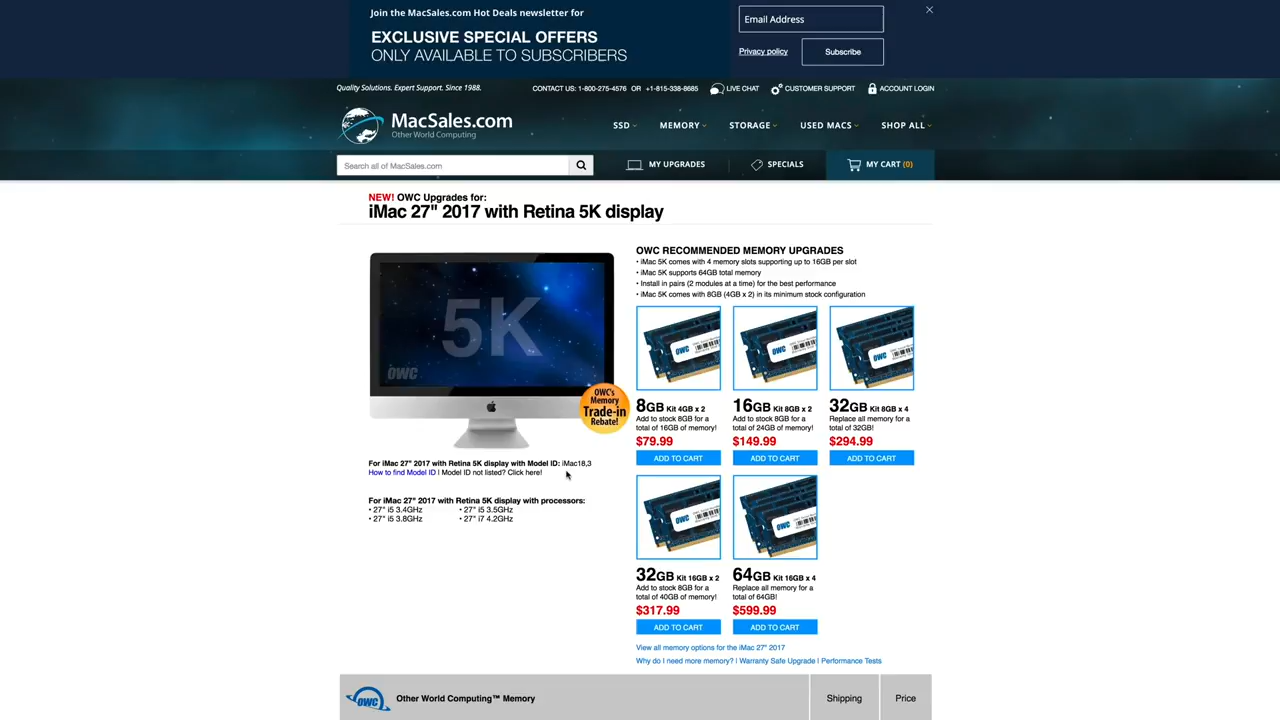 Join the MacSales.com Hot Deals newsletter for
EXCLUSIVE SPECIAL OFFERS
ONLY AVAILABLE TO SUBSCRIBERS
Email Address
Privacy policy
Subscribe
Quality Solutions. Expert Support. Since 1988.
CONTACT US: 1-800-275-4576 OR +1-815-338-8685
LIVE CHAT
CUSTOMER SUPPORT
ACCOUNT LOGIN
MacSales.com
Other World Computing
SSD
MEMORY
STORAGE
USED MACS
SHOP ALL
Search all of MacSales.com
MY UPGRADES
SPECIALS
MY CART (0)
NEW! OWC Upgrades for:
iMac 27" 2017 with Retina 5K display
5K
OWC
OWC's
Memory
Trade-in
Rebate!
For iMac 27" 2017 with Retina 5K display with Model ID: iMac18,3
How to find Model ID | Model ID not listed? Click here!
For iMac 27" 2017 with Retina 5K display with processors:
• 27" i5 3.4GHz
• 27" i5 3.5GHz
• 27" i5 3.8GHz
• 27" i7 4.2GHz
OWC RECOMMENDED MEMORY UPGRADES
• iMac 5K comes with 4 memory slots supporting up to 16GB per slot
• iMac 5K supports 64GB total memory
• Install in pairs (2 modules at a time) for the best performance
• iMac 5K comes with 8GB (4GB x 2) in its minimum stock configuration
OWC
OWC
OWC
8GB Kit 4GB x 2
Add to stock 8GB for a
total of 16GB of memory!
$79.99
ADD TO CART
16GB Kit 8GB x 2
Add to stock 8GB for a
total of 24GB of memory!
$149.99
ADD TO CART
32GB Kit 8GB x 4
Replace all memory for a
total of 32GB!
$294.99
ADD TO CART
OWC
OWC
32GB Kit 16GB x 2
Add to stock 8GB for a
total of 40GB of memory!
$317.99
ADD TO CART
64GB Kit 16GB x 4
Replace all memory for a
total of 64GB!
$599.99
ADD TO CART
View all memory options for the iMac 27" 2017
Why do I need more memory? | Warranty Safe Upgrade | Performance Tests
OWC
Other World Computing™ Memory
Shipping
Price